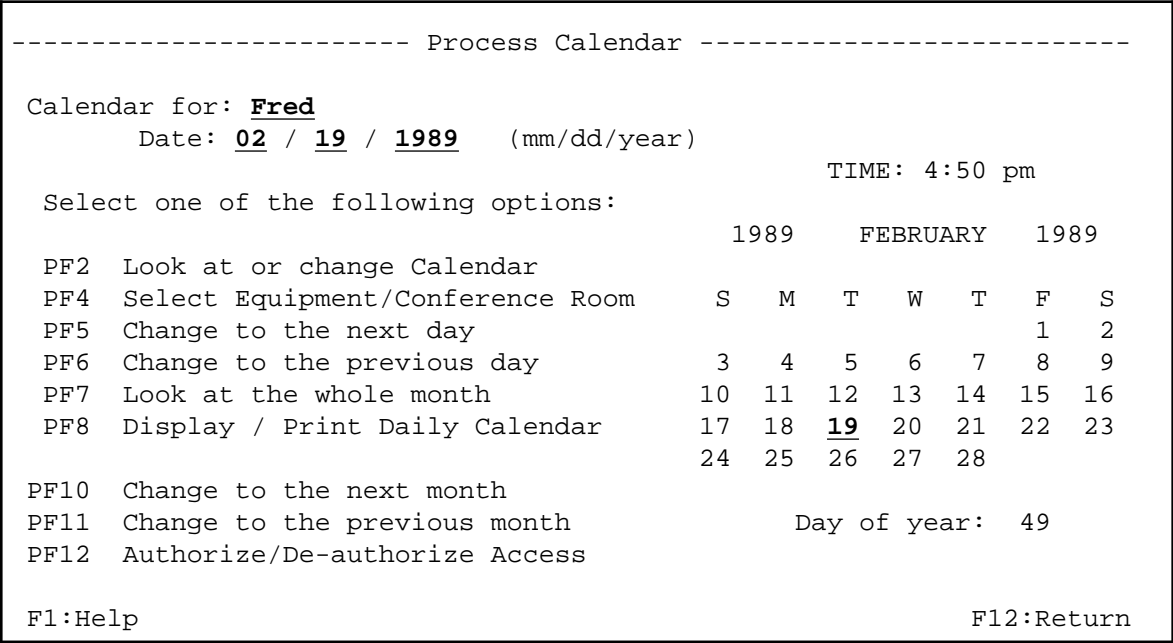 -------------------------- Process Calendar ---------------------------
Calendar for: Fred
Date: 02 / 19 / 1989 (mm/dd/year)
TIME: 4:50 pm
Select one of the following options:
1989 FEBRUARY 1989
PF2 Look at or change Calendar
PF4 Select Equipment/Conference Room S M T W T F S
PF5 Change to the next day 1 2
PF6 Change to the previous day 3 4 5 6 7 8 9
PF7 Look at the whole month 10 11 12 13 14 15 16
PF8 Display / Print Daily Calendar 17 18 19 20 21 22 23
24 25 26 27 28
PF10 Change to the next month
PF11 Change to the previous month Day of year: 49
PF12 Authorize/De-authorize Access
F1:Help F12:Return